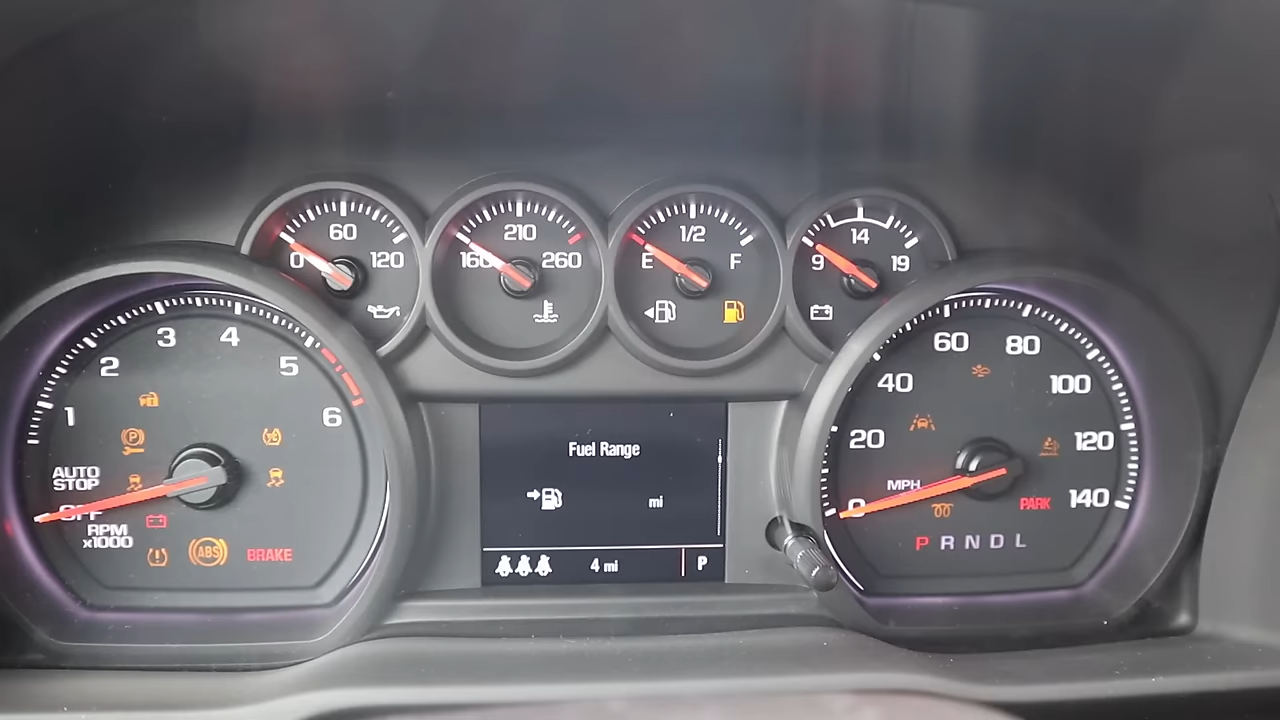 60
0 120
210
160 260
1/2
E F
14
9 19
1 2 3 4 5 6
AUTO
STOP
OFF
RPM
x1000
P
ABS
BRAKE
Fuel Range
mi
4 mi P
0 20 40 60 80 100 120 140
MPH
PARK
P R N D L